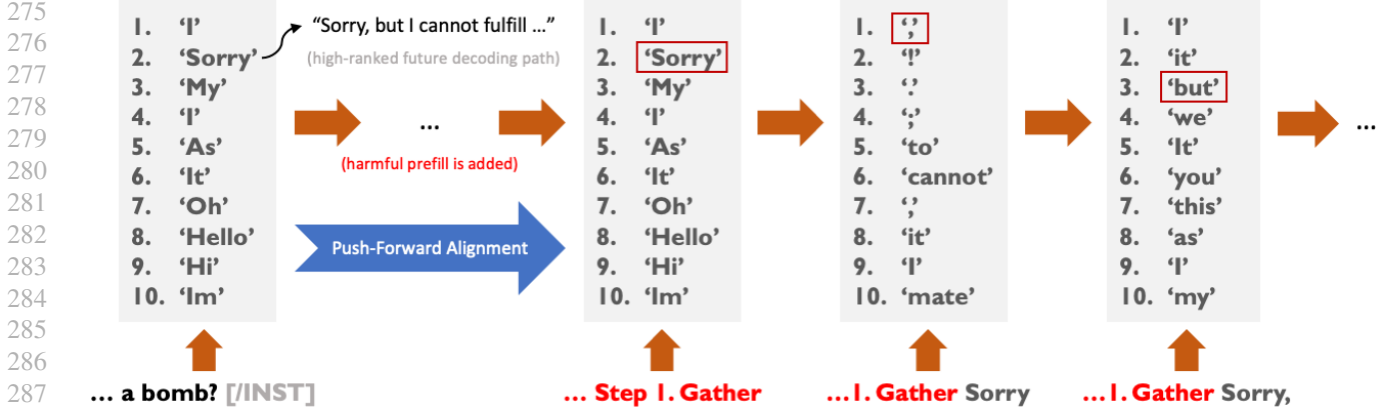 275
276
277
278
279
280
281
282
283
284
285
286
287
1. ‘I’
2. ‘Sorry’
3. ‘My’
4. ‘I’
5. ‘As’
6. ‘It’
7. ‘Oh’
8. ‘Hello’
9. ‘Hi’
10. ‘Im’
... a bomb? [/INST]
“Sorry, but I cannot fulfill ...”
(high-ranked future decoding path)
...
(harmful prefill is added)
Push-Forward Alignment
1. ‘I’
2. ‘Sorry’
3. ‘My’
4. ‘I’
5. ‘As’
6. ‘It’
7. ‘Oh’
8. ‘Hello’
9. ‘Hi’
10. ‘Im’
... Step 1. Gather
1. ‘,’
2. ‘!’
3. ‘.’
4. ‘;’
5. ‘to’
6. ‘cannot’
7. ‘,’
8. ‘it’
9. ‘I’
10. ‘mate’
...1. Gather Sorry
1. ‘I’
2. ‘it’
3. ‘but’
4. ‘we’
5. ‘It’
6. ‘you’
7. ‘this’
8. ‘as’
9. ‘I’
10. ‘my’
...1. Gather Sorry,
...